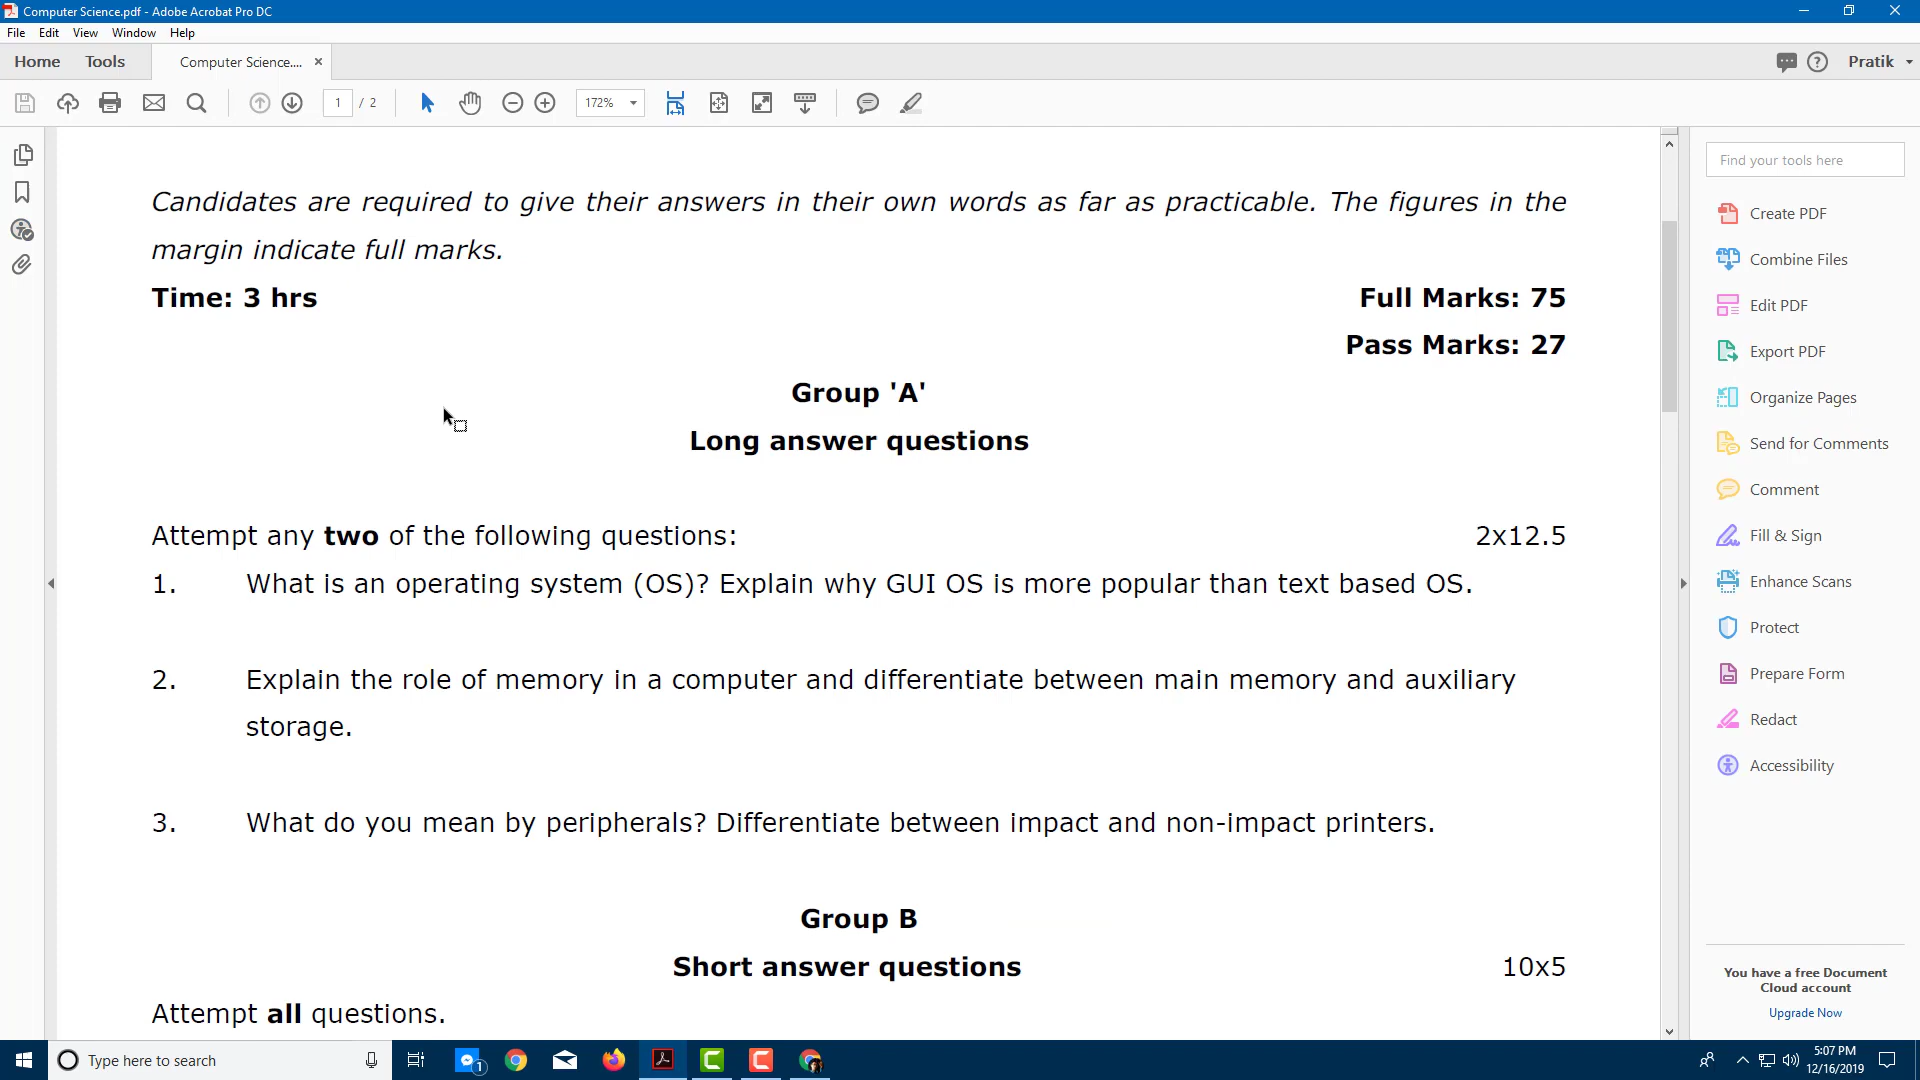 Computer Science.pdf - Adobe Acrobat Pro DC
File Edit View Window Help
Home Tools Computer Science.... × Pratik
1 / 2 172%
Find your tools here
Candidates are required to give their answers in their own words as far as practicable. The figures in the
margin indicate full marks.
Time: 3 hrs Full Marks: 75
Pass Marks: 27
Group 'A'
Long answer questions
Attempt any two of the following questions: 2x12.5
1. What is an operating system (OS)? Explain why GUI OS is more popular than text based OS.
2. Explain the role of memory in a computer and differentiate between main memory and auxiliary
storage.
3. What do you mean by peripherals? Differentiate between impact and non-impact printers.
Group B
Short answer questions 10x5
Attempt all questions.
Create PDF
Combine Files
Edit PDF
Export PDF
Organize Pages
Send for Comments
Comment
Fill & Sign
Enhance Scans
Protect
Prepare Form
Redact
Accessibility
You have a free Document
Cloud account
Upgrade Now
Type here to search
1
5:07 PM
12/16/2019